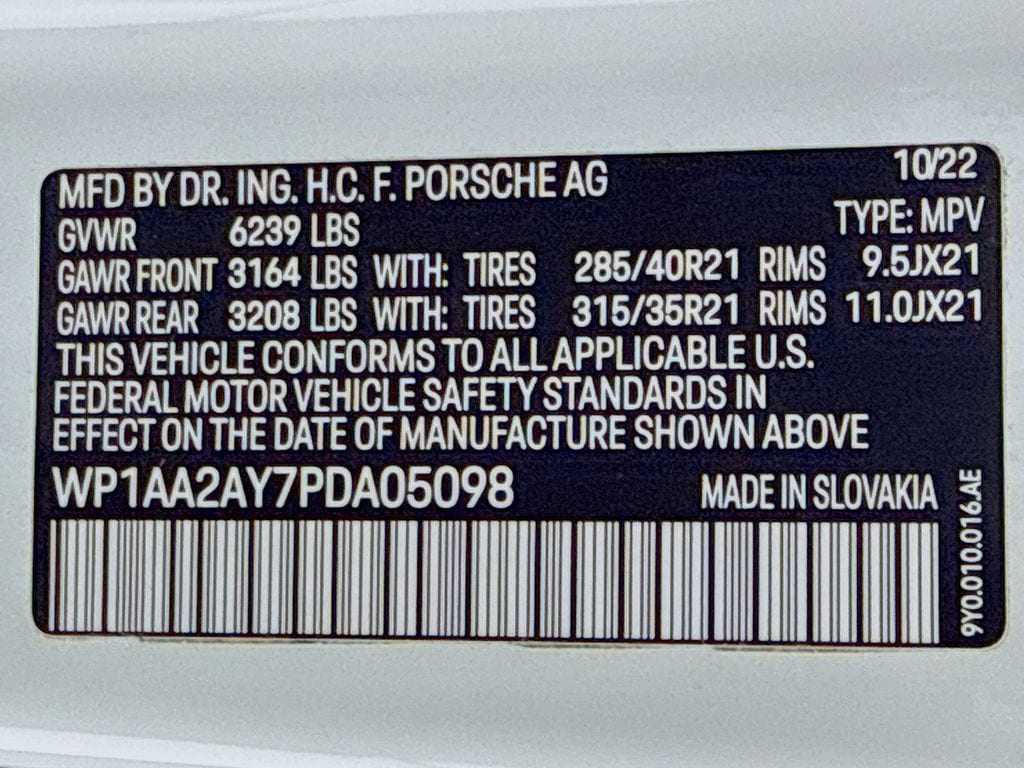 MFD BY DR. ING. H.C. F. PORSCHE AG 10/22
GVWR 6239 LBS TYPE: MPV
GAWR FRONT 3164 LBS WITH: TIRES 285/40R21 RIMS 9.5JX21
GAWR REAR 3208 LBS WITH: TIRES 315/35R21 RIMS 11.0JX21
THIS VEHICLE CONFORMS TO ALL APPLICABLE U.S.
FEDERAL MOTOR VEHICLE SAFETY STANDARDS IN
EFFECT ON THE DATE OF MANUFACTURE SHOWN ABOVE
WP1AA2AY7PDA05098 MADE IN SLOVAKIA
9Y0.010.016.AE